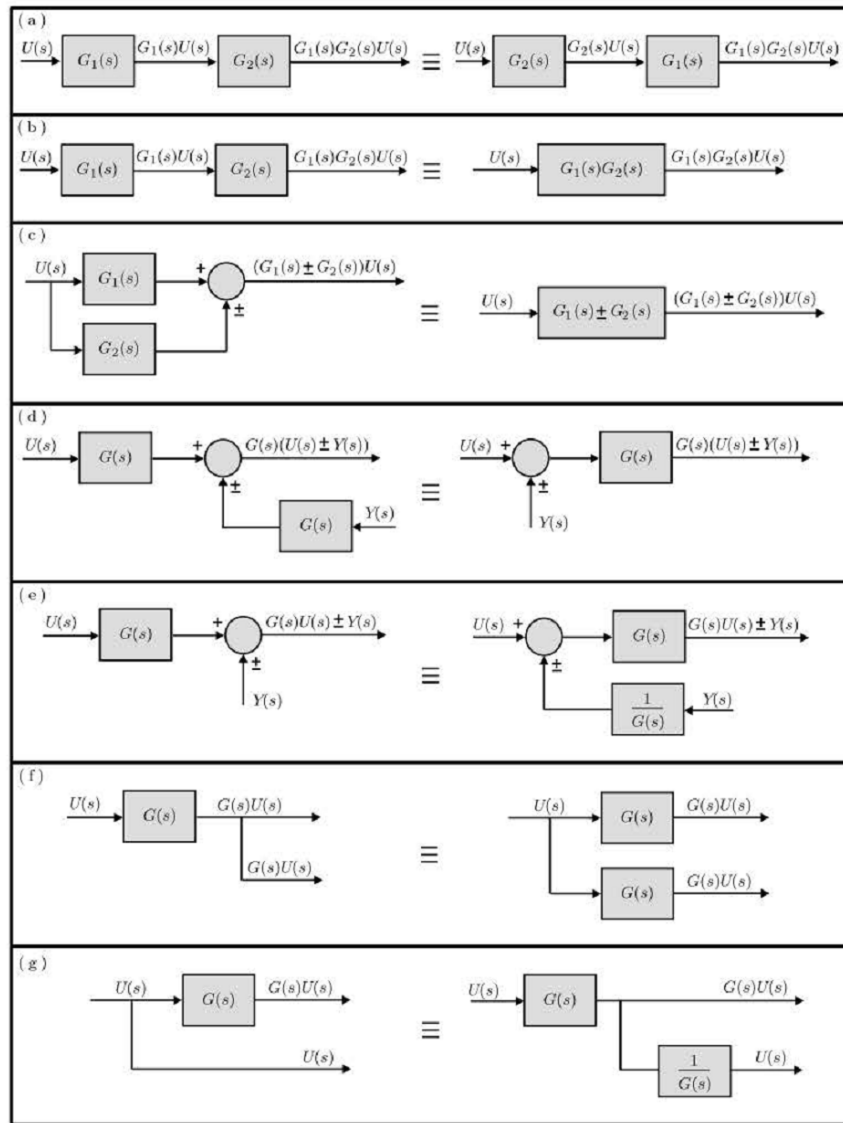 (a)
U(s) G₁(s) G₁(s)U(s) G₂(s) G₁(s)G₂(s)U(s) ≡ U(s) G₂(s) G₂(s)U(s) G₁(s) G₁(s)G₂(s)U(s)
(b)
U(s) G₁(s) G₁(s)U(s) G₂(s) G₁(s)G₂(s)U(s) ≡ U(s) G₁(s)G₂(s) G₁(s)G₂(s)U(s)
(c)
U(s) G₁(s) + (G₁(s)±G₂(s))U(s)
±
G₂(s)
≡
U(s) G₁(s)±G₂(s) (G₁(s)±G₂(s))U(s)
(d)
U(s) G(s) + G(s)(U(s)±Y(s))
±
G(s) Y(s)
≡
U(s) + G(s) G(s)(U(s)±Y(s))
±
Y(s)
(e)
U(s) G(s) + G(s)U(s)±Y(s)
±
Y(s)
≡
U(s) + G(s) G(s)U(s)±Y(s)
±
1
G(s)
Y(s)
(f)
U(s) G(s) G(s)U(s)
G(s)U(s)
≡
U(s) G(s) G(s)U(s)
G(s) G(s)U(s)
(g)
U(s) G(s) G(s)U(s)
U(s)
≡
U(s) G(s) G(s)U(s)
1
G(s)
U(s)